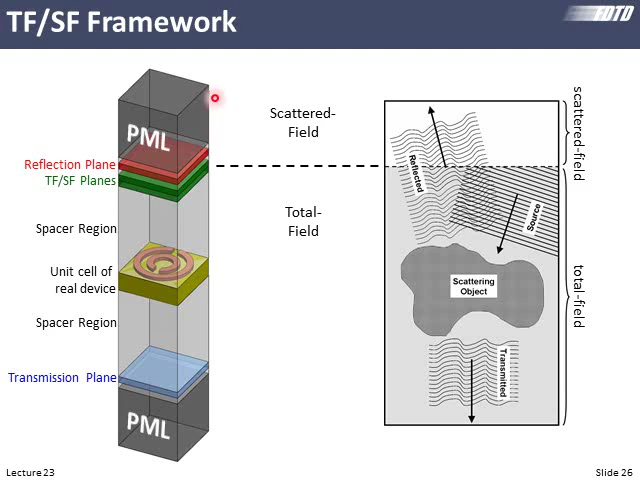 TF/SF Framework
FDTD
PML
Reflection Plane
TF/SF Planes
Spacer Region
Unit cell of
real device
Spacer Region
Transmission Plane
PML
Scattered-
Field
Total-
Field
scattered-field
total-field
Reflected
Source
Scattering
Object
Transmitted
Lecture 23
Slide 26